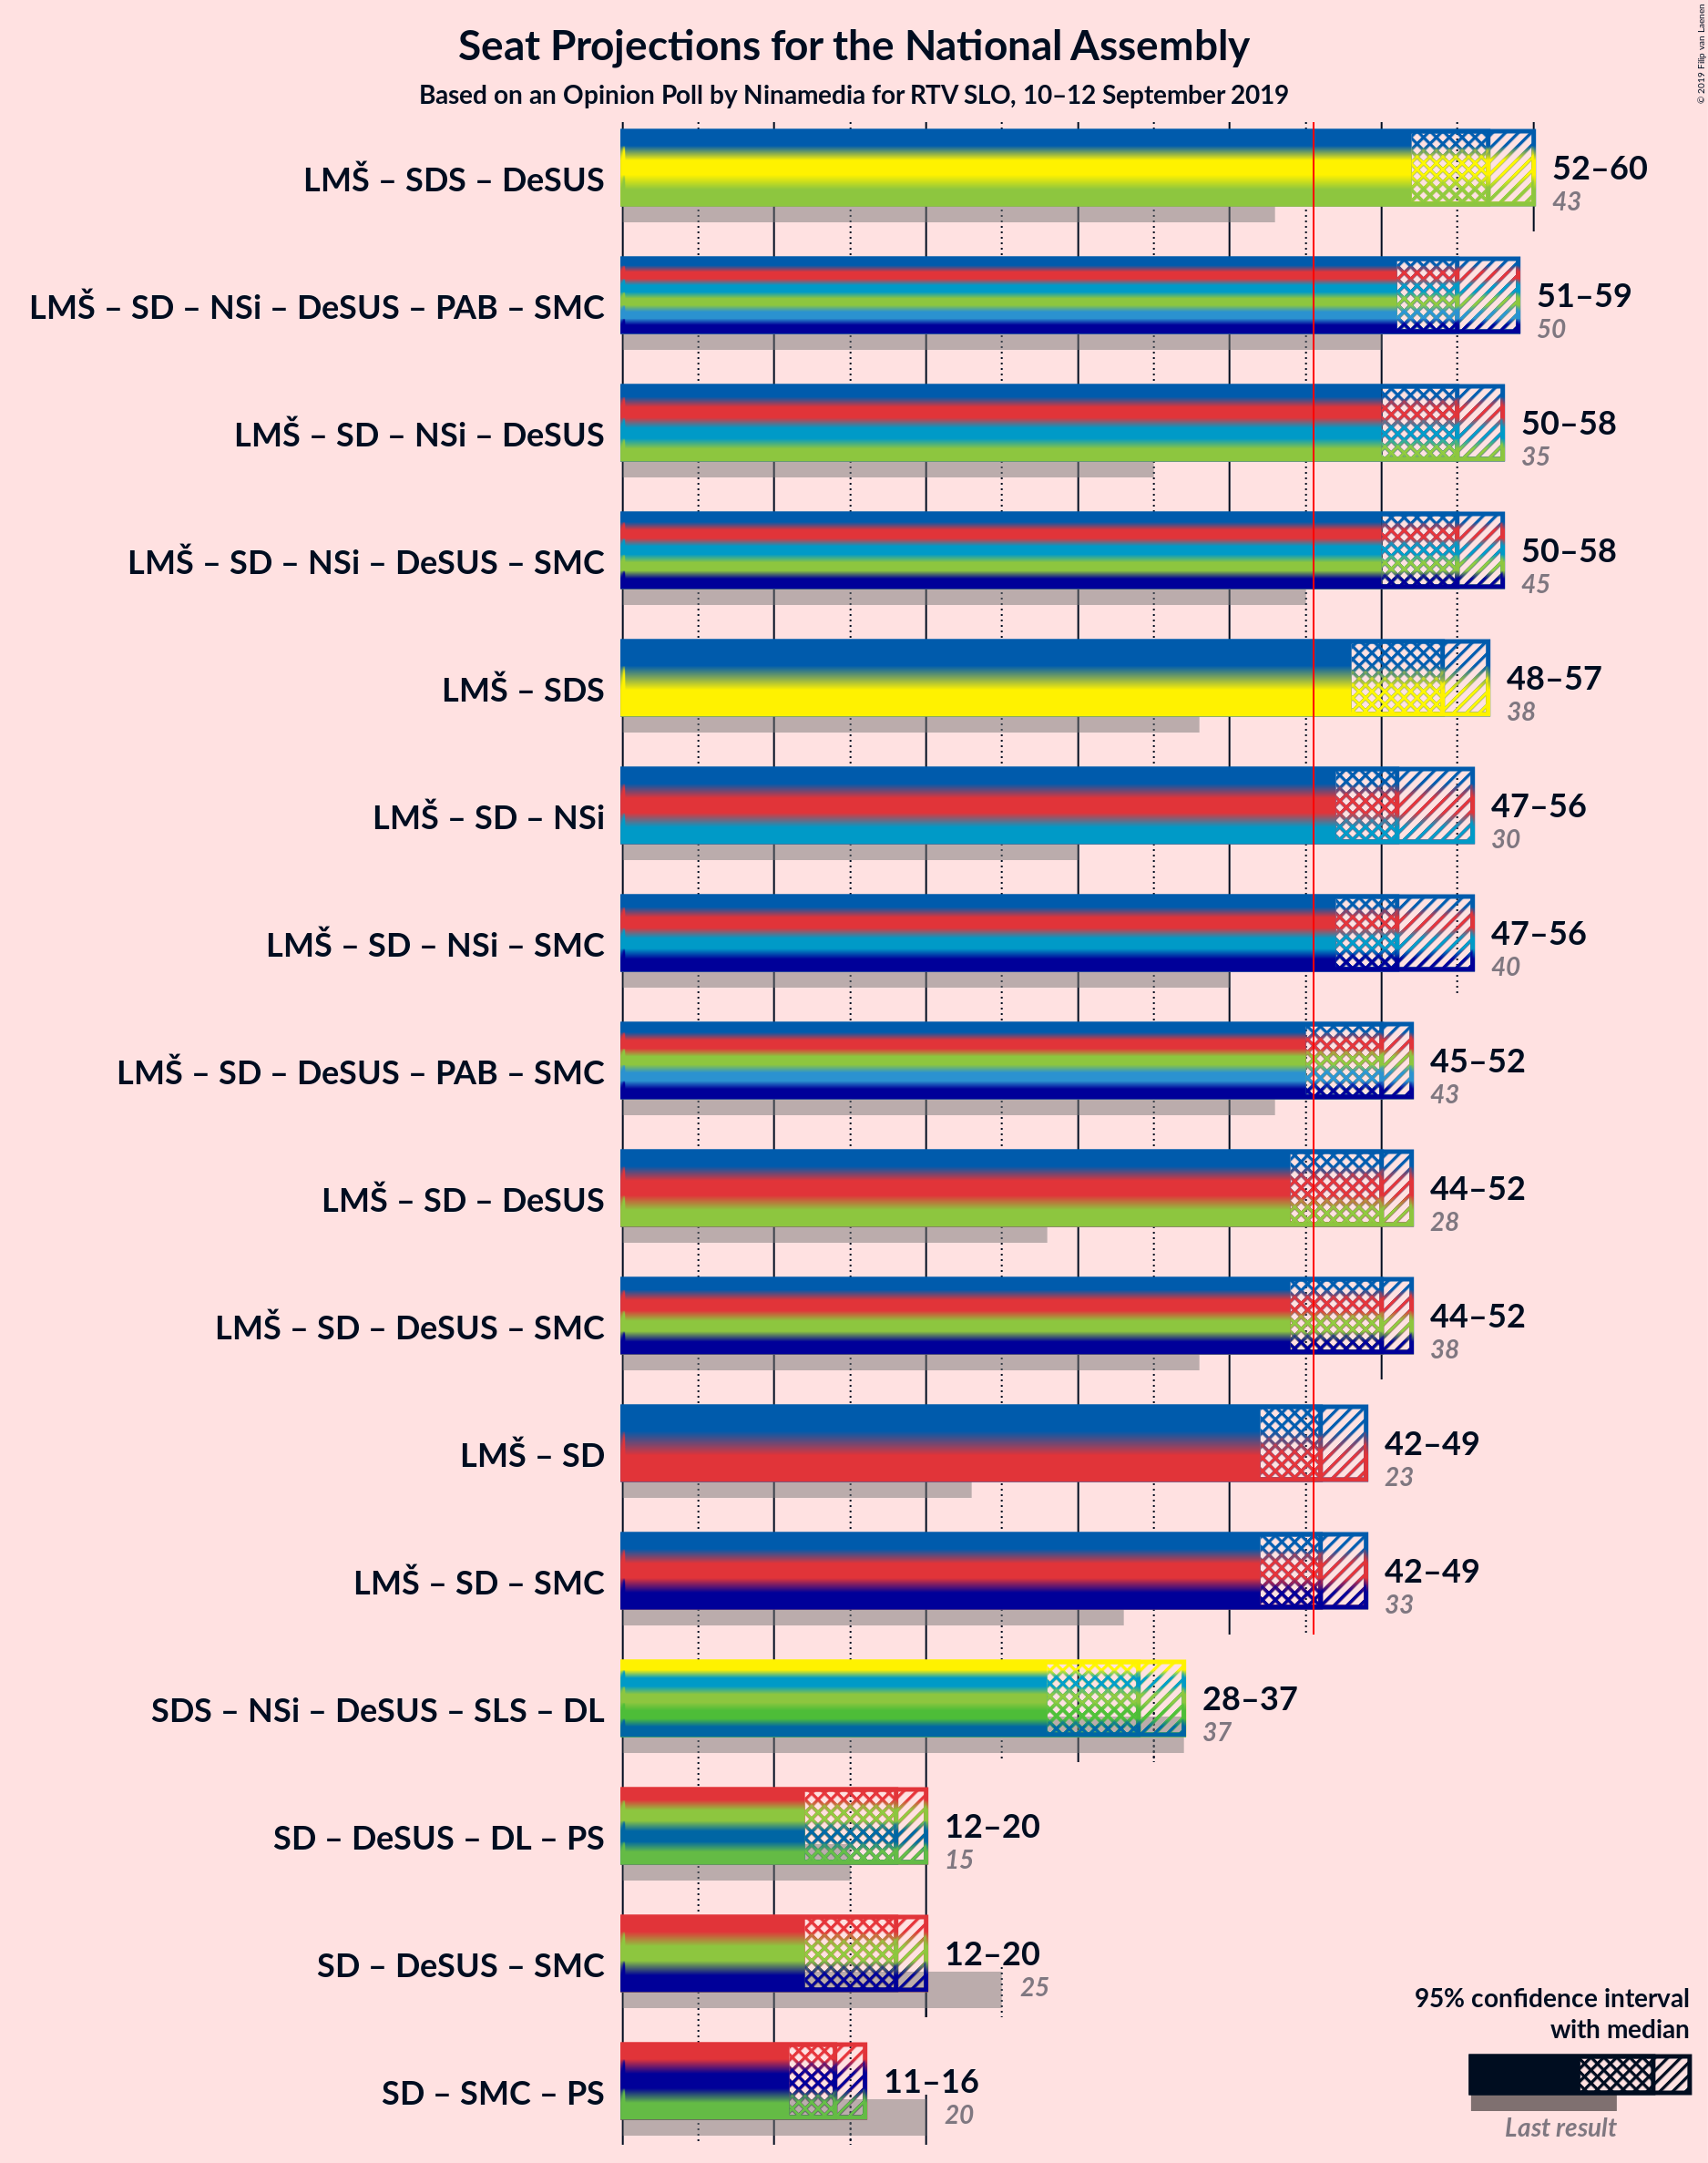 Seat Projections for the National Assembly
Based on an Opinion Poll by Ninamedia for RTV SLO, 10–12 September 2019
© 2019 Filip van Laenen
LMŠ – SDS – DeSUS
52–60
43
LMŠ – SD – NSi – DeSUS – PAB – SMC
51–59
50
LMŠ – SD – NSi – DeSUS
50–58
35
LMŠ – SD – NSi – DeSUS – SMC
50–58
45
LMŠ – SDS
48–57
38
LMŠ – SD – NSi
47–56
30
LMŠ – SD – NSi – SMC
47–56
40
LMŠ – SD – DeSUS – PAB – SMC
45–52
43
LMŠ – SD – DeSUS
44–52
28
LMŠ – SD – DeSUS – SMC
44–52
38
LMŠ – SD
42–49
23
LMŠ – SD – SMC
42–49
33
SDS – NSi – DeSUS – SLS – DL
28–37
37
SD – DeSUS – DL – PS
12–20
15
SD – DeSUS – SMC
12–20
25
SD – SMC – PS
11–16
20
95% confidence interval
with median
Last result